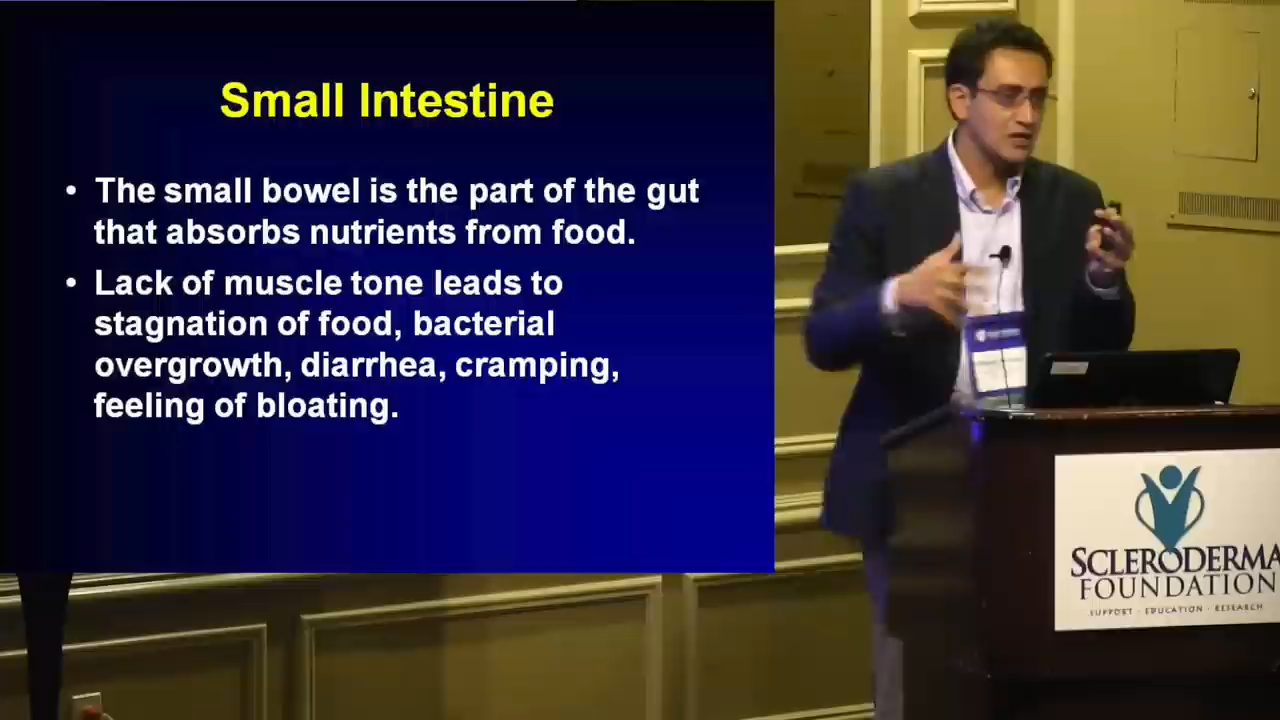 Small Intestine
• The small bowel is the part of the gut
that absorbs nutrients from food.
• Lack of muscle tone leads to
stagnation of food, bacterial
overgrowth, diarrhea, cramping,
feeling of bloating.
SCLERODERMA
FOUNDATION
SUPPORT · EDUCATION · RESEARCH